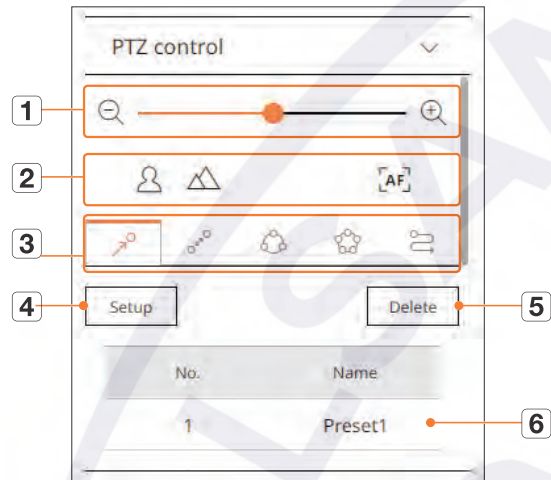 PTZ control
1
2
AF
3
4
Setup
Delete
5
No.
Name
1
Preset1
6